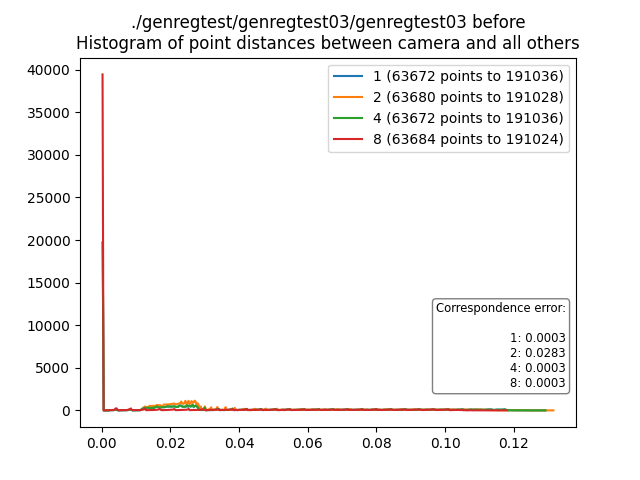 ./genregtest/genregtest03/genregtest03 before
Histogram of point distances between camera and all others
40000
35000
30000
25000
20000
15000
10000
5000
0
1 (63672 points to 191036)
2 (63680 points to 191028)
4 (63672 points to 191036)
8 (63684 points to 191024)
Correspondence error:
1: 0.0003
2: 0.0283
4: 0.0003
8: 0.0003
0.00 0.02 0.04 0.06 0.08 0.10 0.12